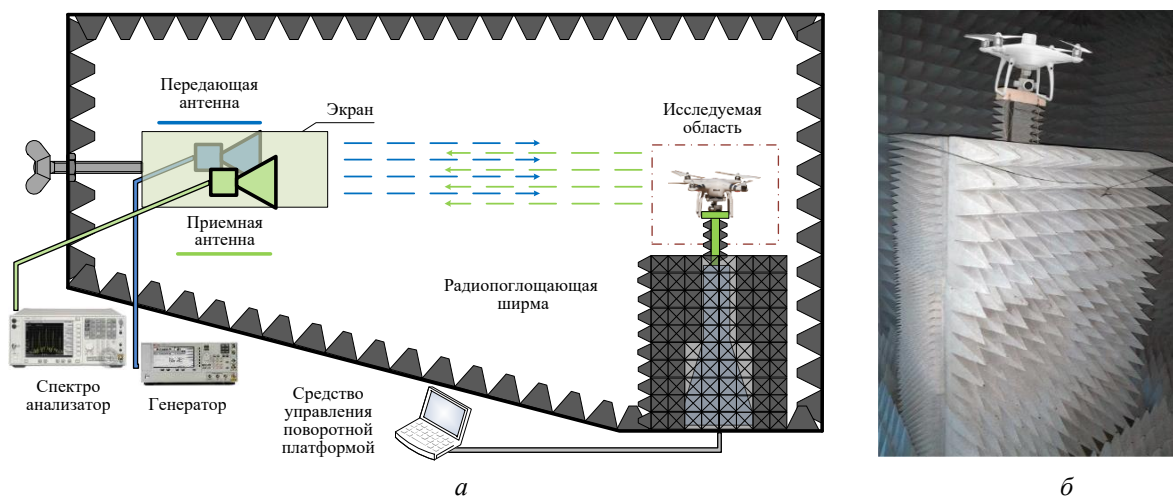 Передающая
антенна
Экран
Исследуемая
область
Приемная
антенна
Радиопоглощающая
ширма
Спектро
анализатор
Генератор
Средство
управления
поворотной
платформой
а
б